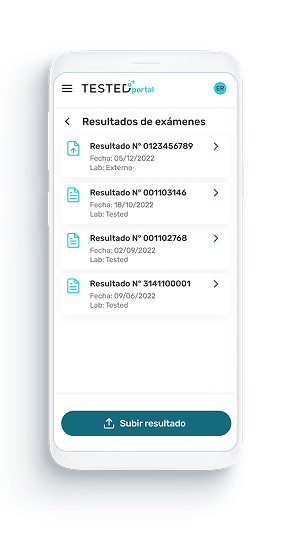 TESTED portal
ER
Resultados de exámenes
Resultado N° 0123456789
Fecha: 05/12/2022
Lab: Externo
Resultado N° 001103146
Fecha: 18/10/2022
Lab: Tested
Resultado N° 001102768
Fecha: 02/09/2022
Lab: Tested
Resultado N° 3141100001
Fecha: 09/06/2022
Lab: Tested
Subir resultado